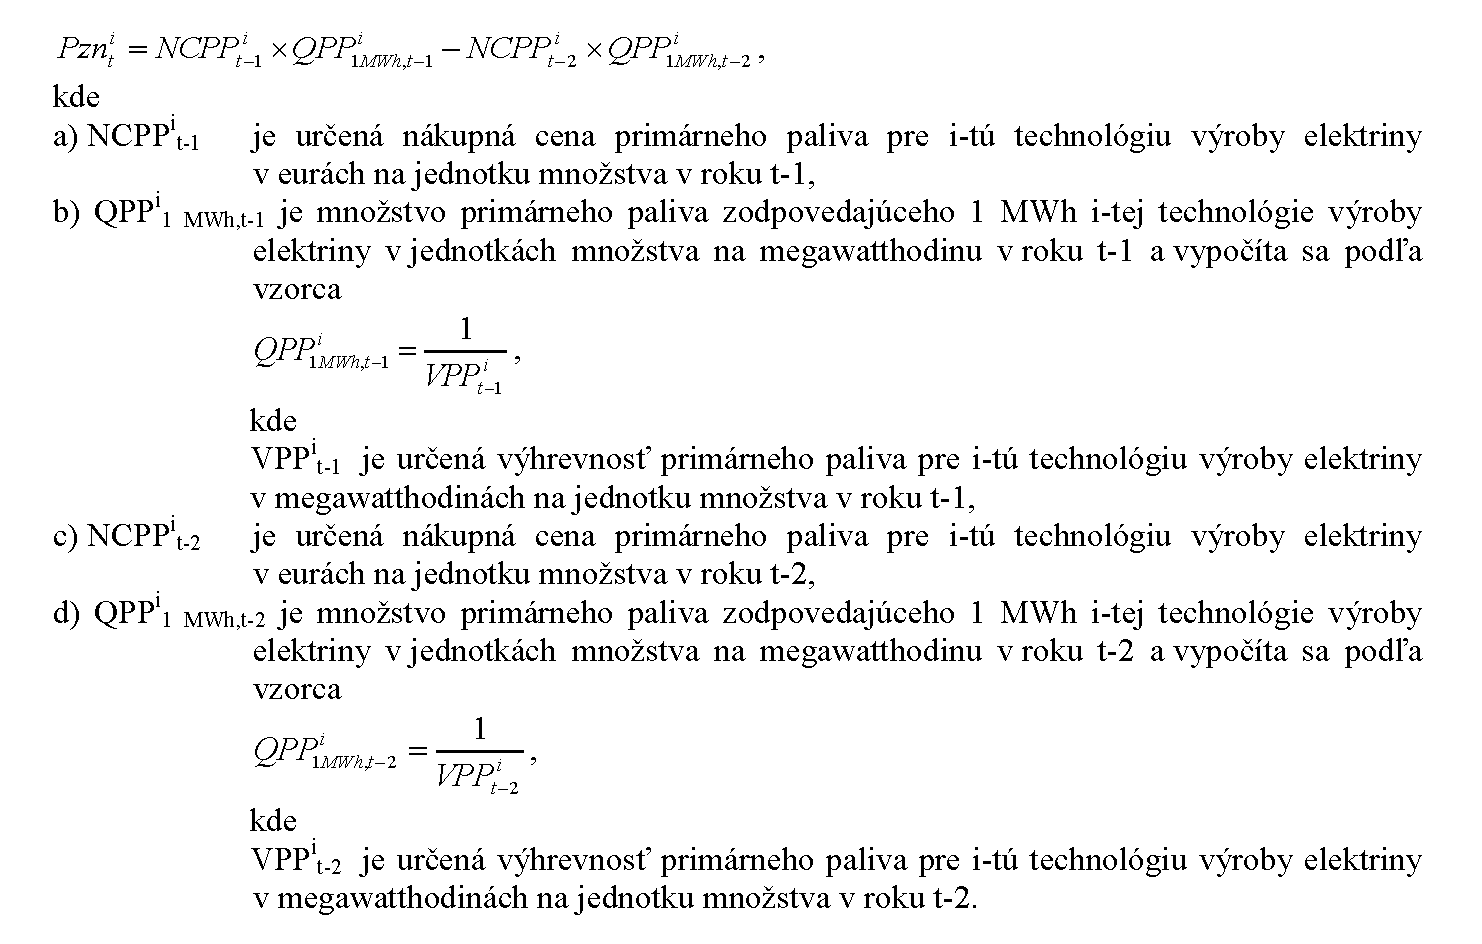 Pzn^i_t = NCPP^i_{t-1} × QPP^i_{1MWh,t-1} − NCPP^i_{t-2} × QPP^i_{1MWh,t-2} ,
kde
a) NCPP^i_{t-1} je určená nákupná cena primárneho paliva pre i-tú technológiu výroby elektriny
v eurách na jednotku množstva v roku t-1,
b) QPP^i_{1 MWh,t-1} je množstvo primárneho paliva zodpovedajúceho 1 MWh i-tej technológie výroby
elektriny v jednotkách množstva na megawatthodinu v roku t-1 a vypočíta sa podľa
vzorca
QPP^i_{1MWh,t-1} = 1 / VPP^i_{t-1} ,
kde
VPP^i_{t-1} je určená výhrevnosť primárneho paliva pre i-tú technológiu výroby elektriny
v megawatthodinách na jednotku množstva v roku t-1,
c) NCPP^i_{t-2} je určená nákupná cena primárneho paliva pre i-tú technológiu výroby elektriny
v eurách na jednotku množstva v roku t-2,
d) QPP^i_{1 MWh,t-2} je množstvo primárneho paliva zodpovedajúceho 1 MWh i-tej technológie výroby
elektriny v jednotkách množstva na megawatthodinu v roku t-2 a vypočíta sa podľa
vzorca
QPP^i_{1MWh,t-2} = 1 / VPP^i_{t-2} ,
kde
VPP^i_{t-2} je určená výhrevnosť primárneho paliva pre i-tú technológiu výroby elektriny
v megawatthodinách na jednotku množstva v roku t-2.